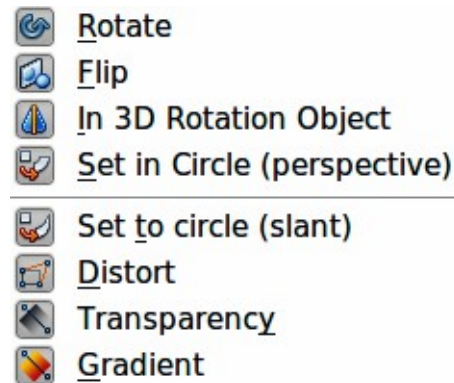 Rotate
Flip
In 3D Rotation Object
Set in Circle (perspective)
Set to circle (slant)
Distort
Transparency
Gradient